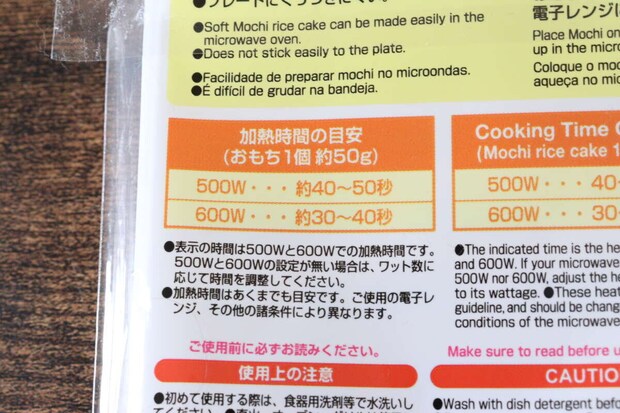 ●Soft Mochi rice cake can be made easily in the
microwave oven.
●Does not stick easily to the plate.
●Facilidade de preparar mochi no microondas.
●É difícil de grudar na bandeja.
電子レンジ
Place Mochi on
up in the micro
Coloque o moc
aqueça no mic
加熱時間の目安
(おもち1個 約50g)
500W・・・約40〜50秒
600W・・・約30〜40秒
●表示の時間は500Wと600Wでの加熱時間です。
500Wと600Wの設定が無い場合は、ワット数に
応じて時間を調整してください。
●加熱時間はあくまでも目安です。ご使用の電子レ
ンジ、その他の諸条件により異なります。
Cooking Time
(Mochi rice cake 1
500W・・・40
600W・・・30
●The indicated time is the he
and 600W. If your microwave
500W nor 600W, adjust the h
to its wattage. ●These heat
guideline, and should be chang
conditions of the microwave
ご使用前に必ずお読みください。
使用上の注意
●初めて使用する際は、食器用洗剤等で水洗いし
Make sure to read before u
CAUTIO
●Wash with dish detergent befor